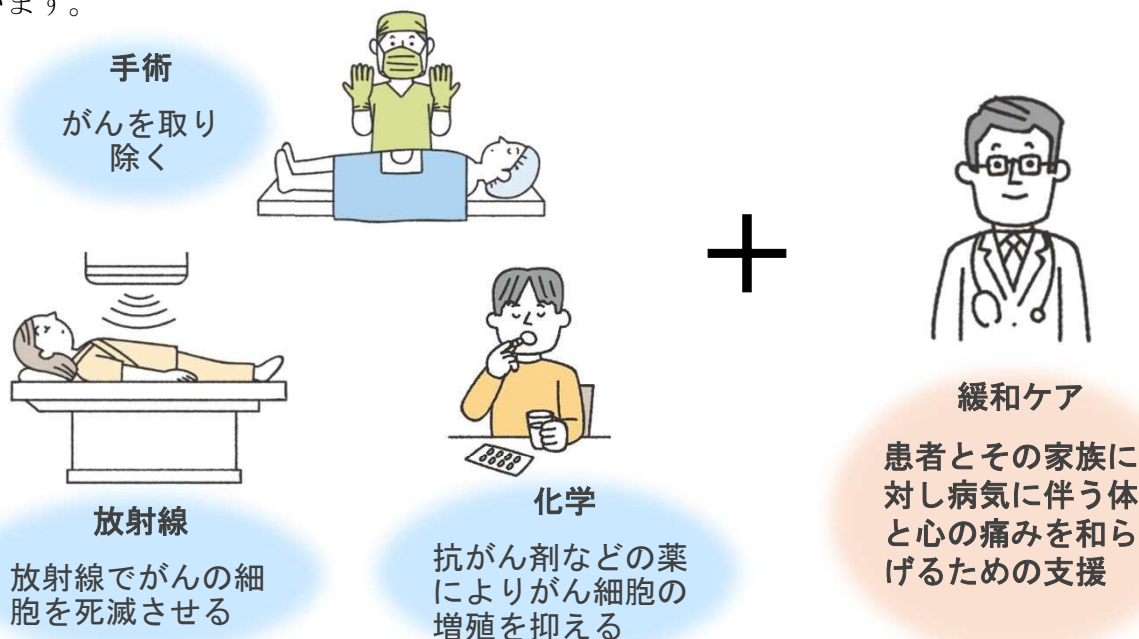 います。
手術
がんを取り
除く
放射線
放射線でがんの細
胞を死滅させる
化学
抗がん剤などの薬
によりがん細胞の
増殖を抑える
＋
緩和ケア
患者とその家族に
対し病気に伴う体
と心の痛みを和ら
げるための支援